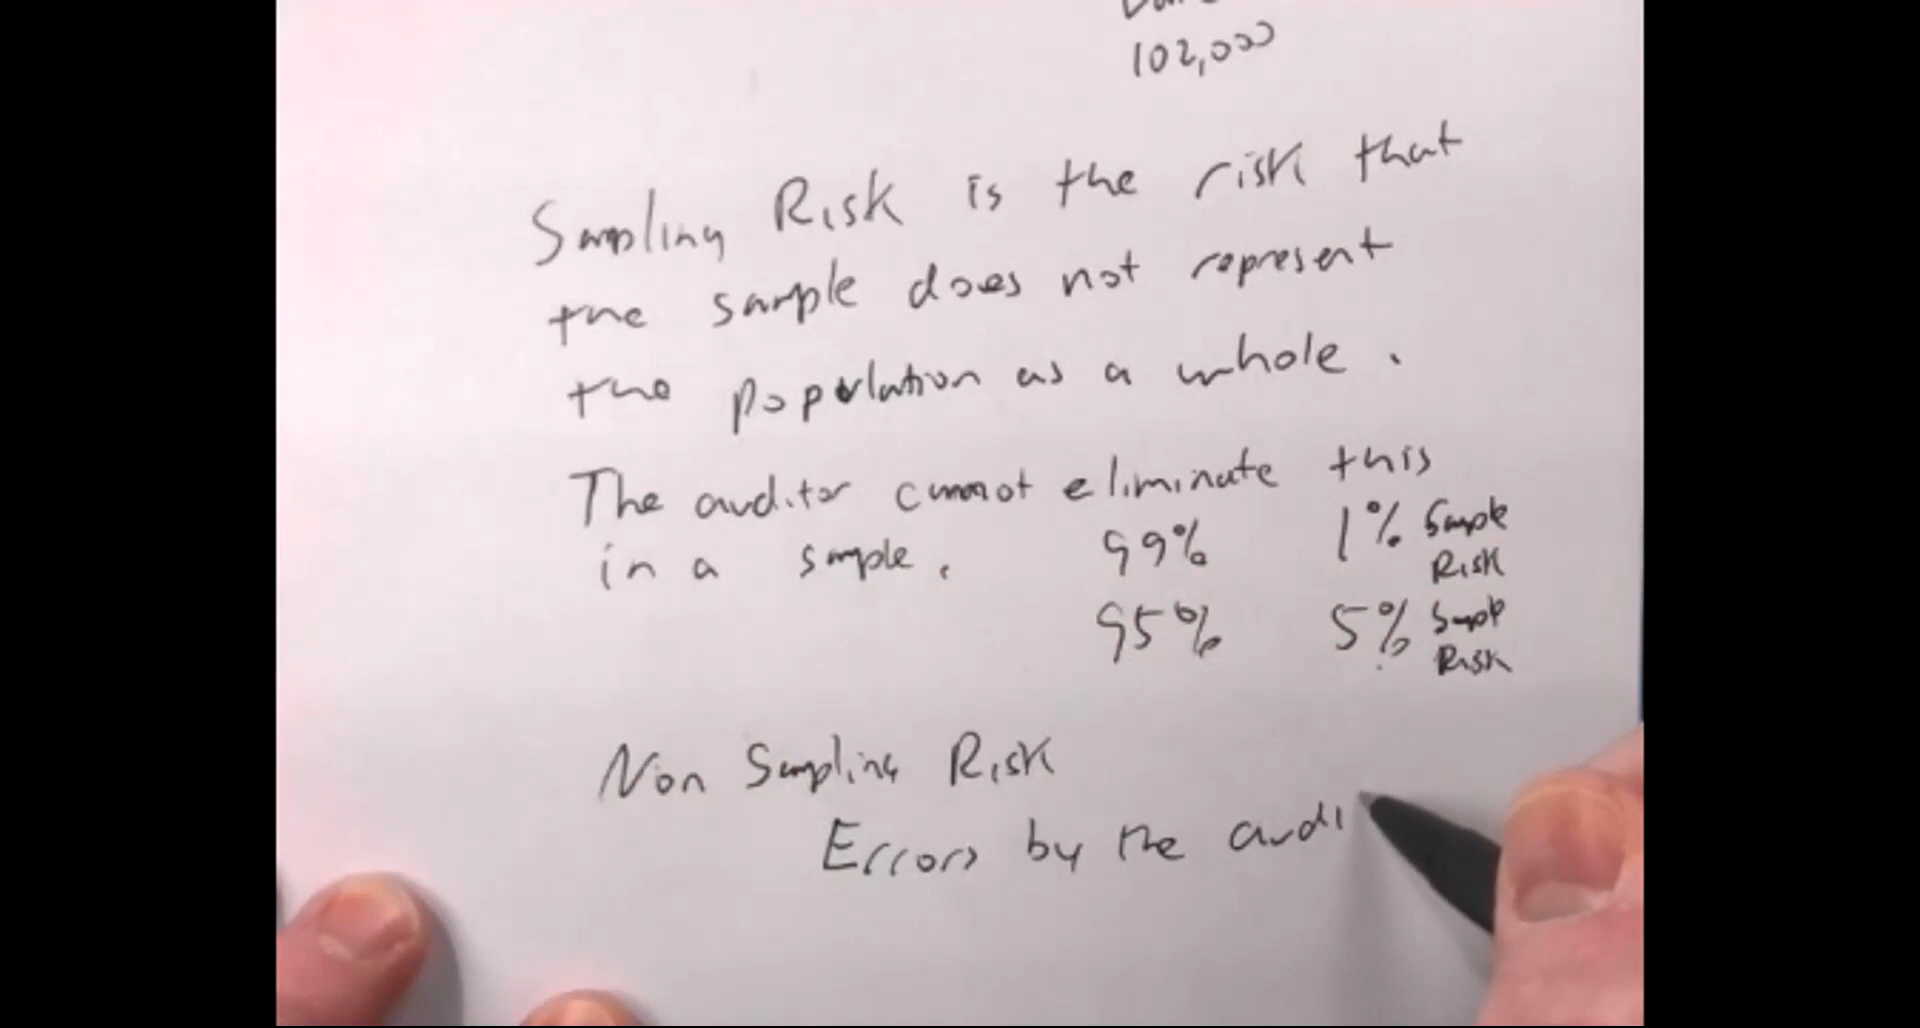 102,000
Sampling Risk is the risk that
the sample does not represent
the population as a whole.
The auditor cannot eliminate this
in a sample. 99% 1% Sample Risk
95% 5% Sample Risk
Non Sampling Risk
Errors by the audi